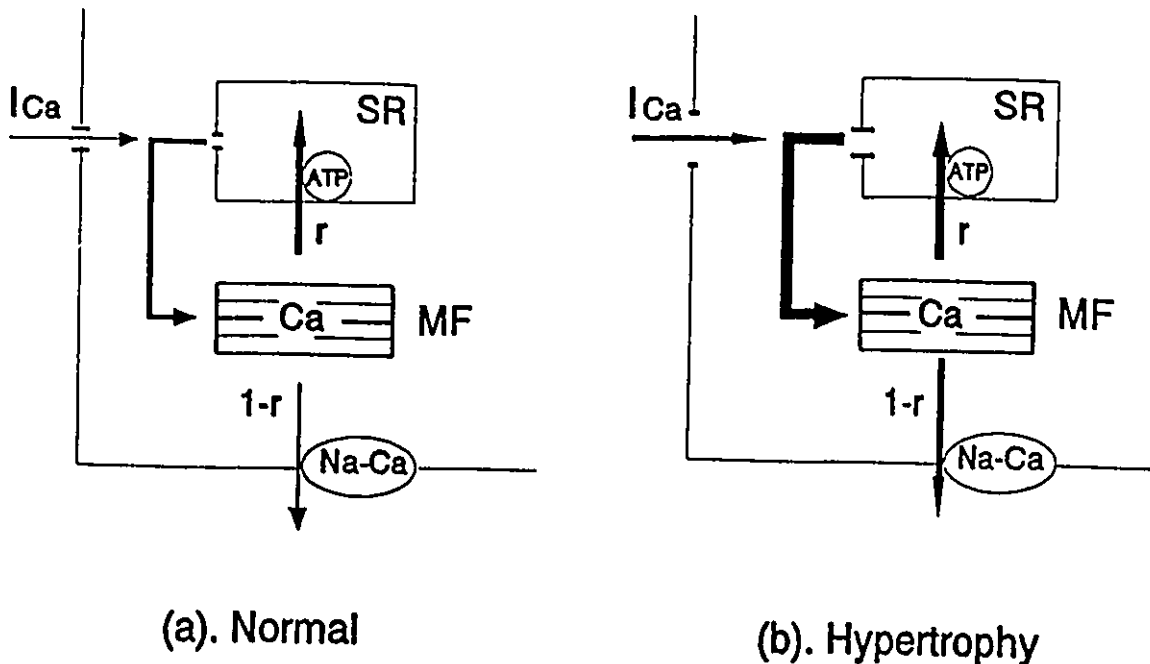 ICa
SR
ATP
r
Ca
MF
1-r
Na-Ca
(a). Normal
ICa
SR
ATP
r
Ca
MF
1-r
Na-Ca
(b). Hypertrophy